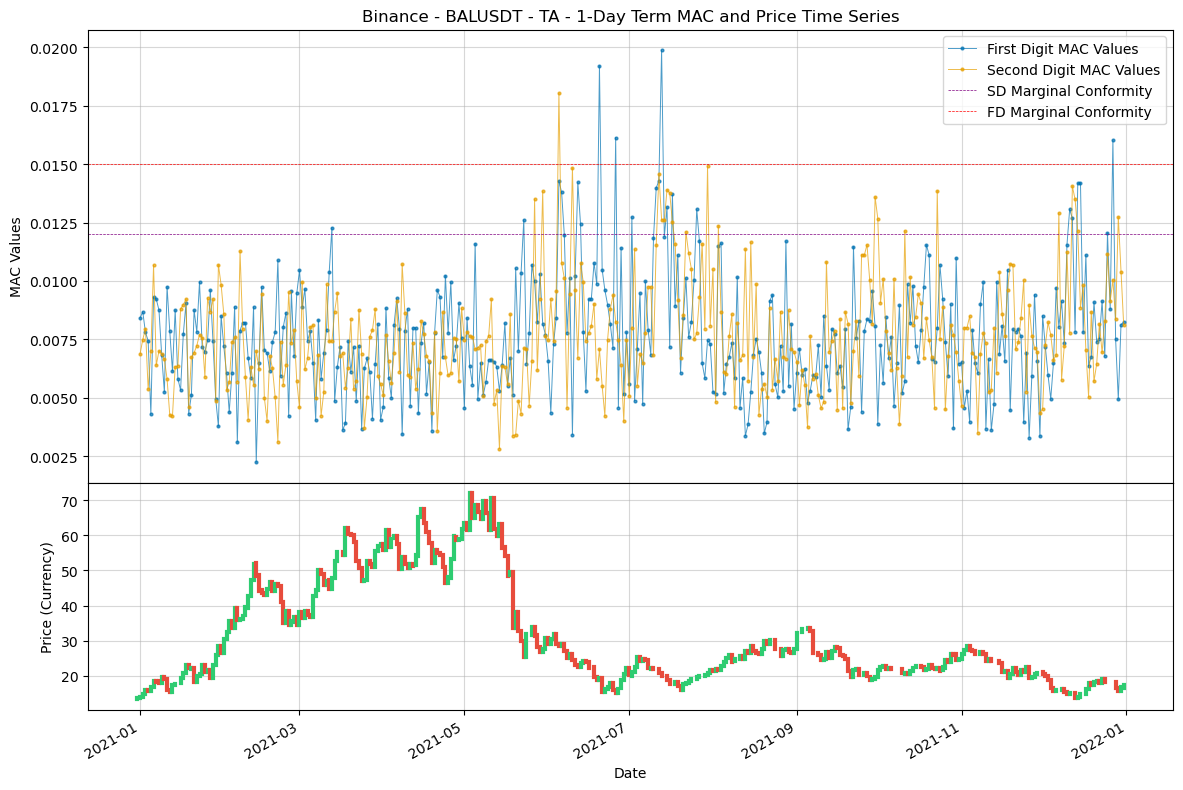 Binance - BALUSDT - TA - 1-Day Term MAC and Price Time Series
First Digit MAC Values
Second Digit MAC Values
SD Marginal Conformity
FD Marginal Conformity
MAC Values
0.0200
0.0175
0.0150
0.0125
0.0100
0.0075
0.0050
0.0025
Price (Currency)
70
60
50
40
30
20
2021-01
2021-03
2021-05
2021-07
2021-09
2021-11
2022-01
Date